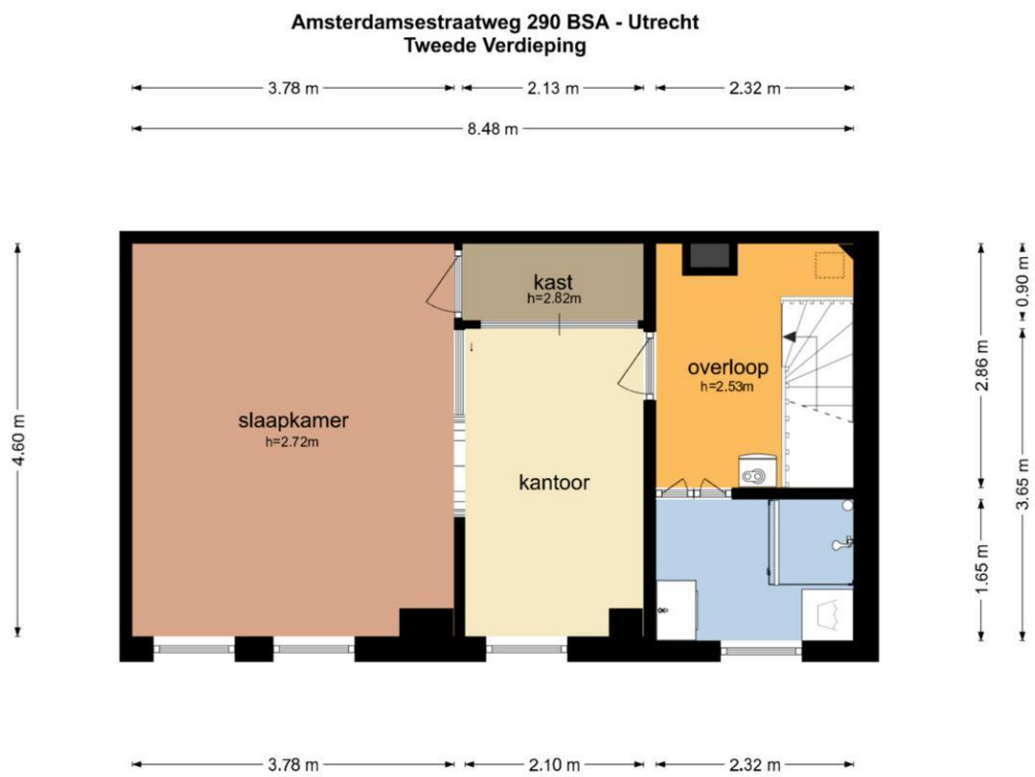 Amsterdamsestraatweg 290 BSA - Utrecht
Tweede Verdieping
3.78 m
2.13 m
2.32 m
8.48 m
kast
h=2.82m
0.90 m
overloop
h=2.53m
2.86 m
slaapkamer
h=2.72m
4.60 m
kantoor
3.65 m
1.65 m
3.78 m
2.10 m
2.32 m